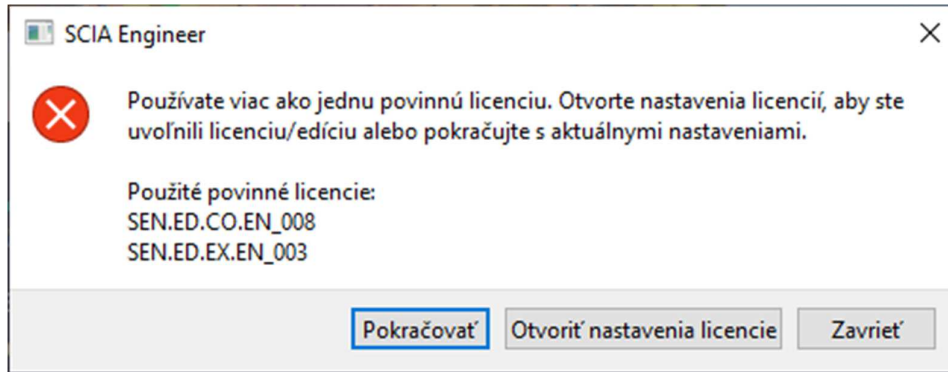 SCIA Engineer
Používate viac ako jednu povinnú licenciu. Otvorte nastavenia licencií, aby ste
uvoľnili licenciu/edíciu alebo pokračujte s aktuálnymi nastaveniami.
Použité povinné licencie:
SEN.ED.CO.EN_008
SEN.ED.EX.EN_003
Pokračovať Otvoriť nastavenia licencie Zavrieť